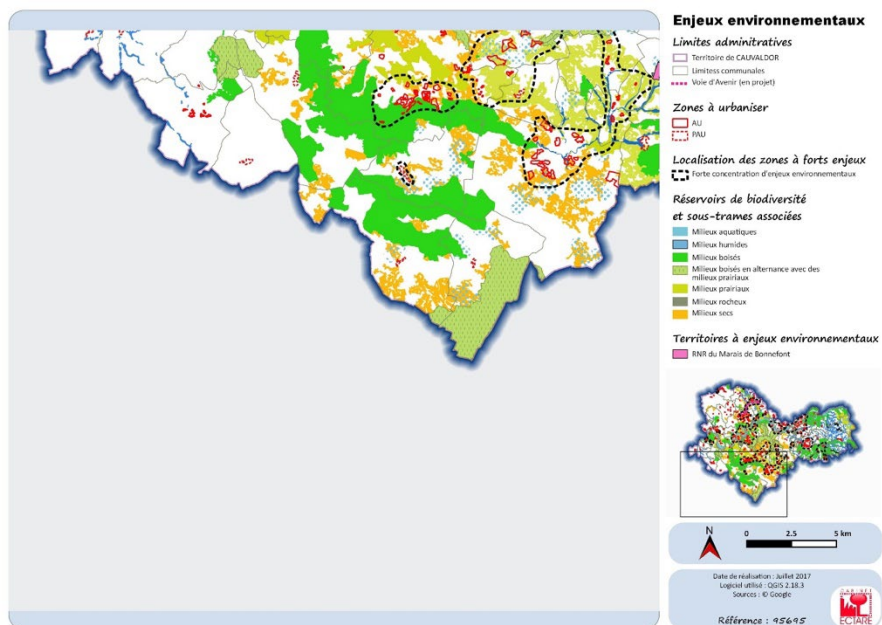 Enjeux environnementaux
Limites adminitratives
Territoire de CAUVALDOR
Limitess communales
Voie d'Avenir (en projet)
Zones à urbaniser
AU
PAU
Localisation des zones à forts enjeux
Forte concentration d'enjeux environnementaux
Réservoirs de biodiversité
et sous-trames associées
Milieux aquatiques
Milieux humides
Milieux boisés
Milieux boisés en alternance avec des
milieux prairiaux
Milieux prairiaux
Milieux rocheux
Milieux secs
Territoires à enjeux environnementaux
RNR du Marais de Bonnefont
N
0 2.5 5 km
Date de réalisation : Juillet 2017
Logiciel utilisé : QGIS 2.18.3
Sources : © Google
Référence : 95695
CABINET
ECTARE